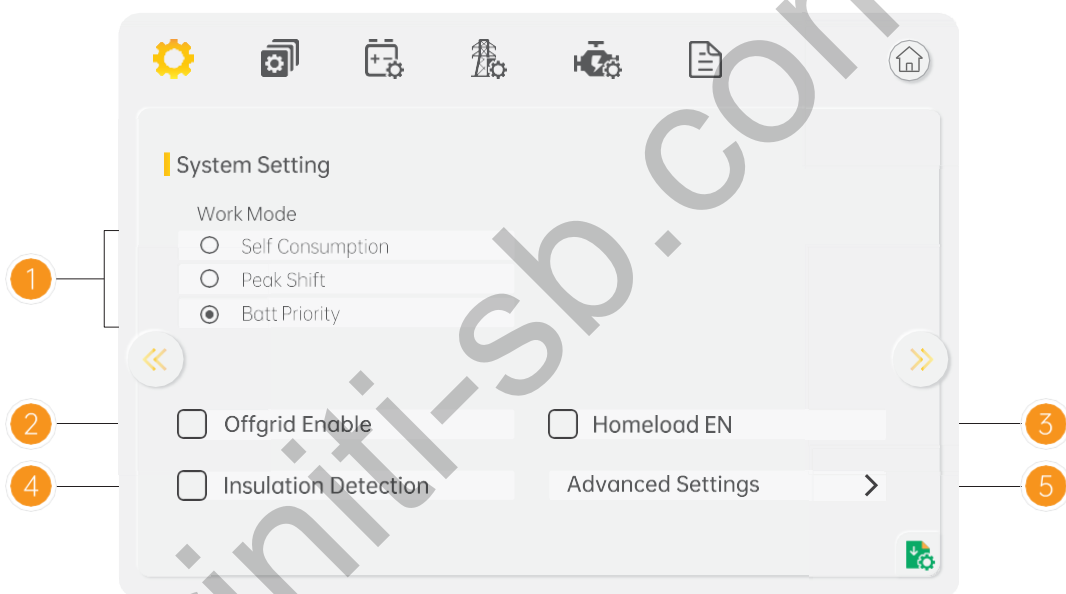 System Setting
Work Mode
Self Consumption
1
Peak Shift
Batt Priority
2
Offgrid Enable
Homeload EN
3
4
Insulation Detection
Advanced Settings
5
initi-sb.com